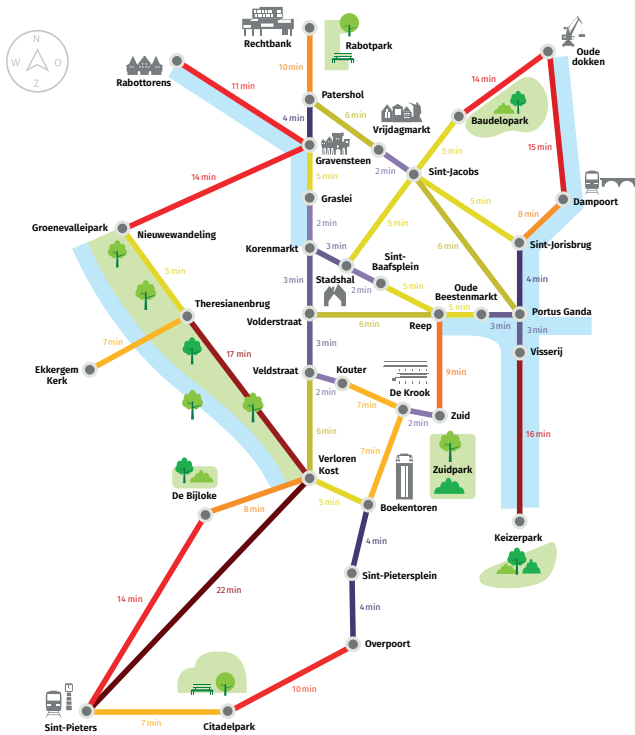 N
W O
Z
Rechtbank
Rabotpark
Oude
dokken
Rabottorens
10 min
11 min
14 min
Patershol
4 min
6 min
Vrijdagmarkt
Baudelopark
15 min
Gravensteen
2 min
5 min
Sint-Jacobs
5 min
14 min
Graslei
5 min
Dampoort
2 min
5 min
8 min
Groenevalleipark
Nieuwewandeling
Korenmarkt
3 min
6 min
Sint-Jorisbrug
Sint-
Baafsplein
5 min
3 min
Stadshal
2 min
5 min
Oude
Beestenmarkt
4 min
Theresianenbrug
5 min
Portus Ganda
Volderstraat
6 min
Reep
3 min
3 min
7 min
17 min
3 min
Visserij
Ekkergem
Kerk
Veldstraat
Kouter
De Krook
9 min
2 min
7 min
2 min
Zuid
6 min
7 min
16 min
Verloren
Kost
Zuidpark
De Bijloke
8 min
5 min
Boekentoren
4 min
Keizerpark
Sint-Pietersplein
14 min
22 min
4 min
Overpoort
10 min
Sint-Pieters
7 min
Citadelpark